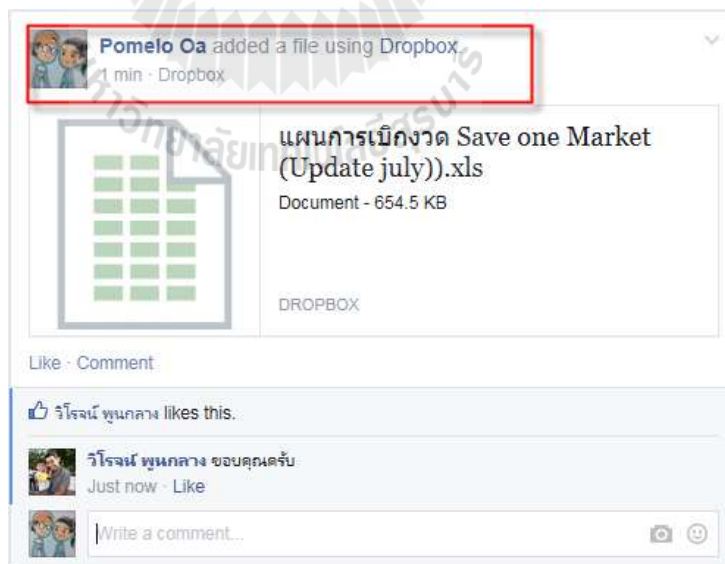 Pomelo Oa added a file using Dropbox.
1 min · Dropbox
แผนการเบิกงวด Save one Market
(Update july)).xls
Document - 654.5 KB
DROPBOX
Like · Comment
วิโรจน์ พูนกลาง likes this.
วิโรจน์ พูนกลาง ขอบคุณครับ
Just now · Like
Write a comment...